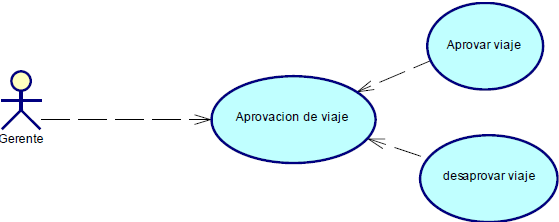 Aprovar viaje
Aprovacion de viaje
Gerente
desaprovar viaje